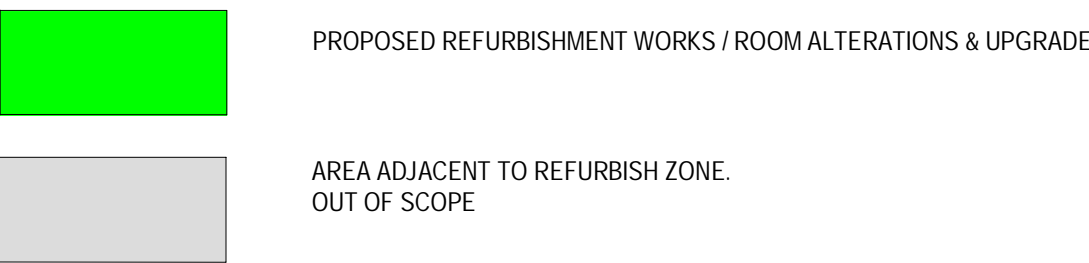 PROPOSED REFURBISHMENT WORKS / ROOM ALTERATIONS & UPGRADE
AREA ADJACENT TO REFURBISH ZONE.
OUT OF SCOPE